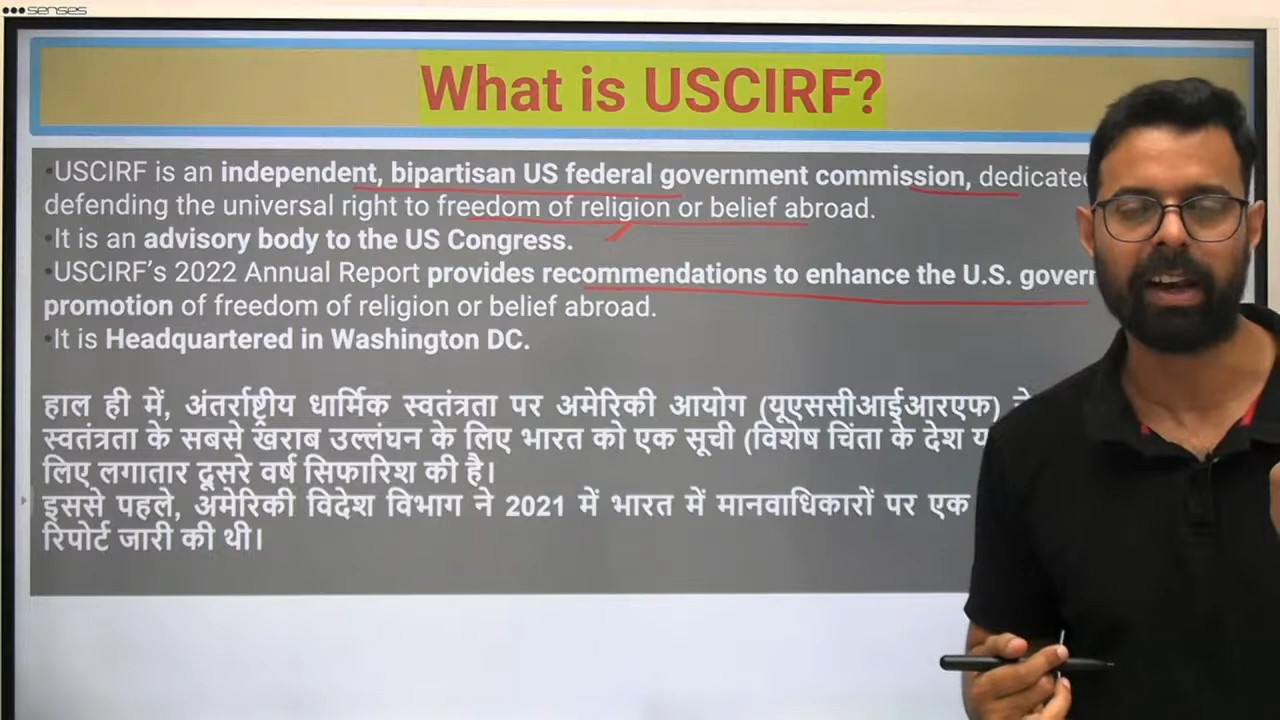 senses
What is USCIRF?
•USCIRF is an independent, bipartisan US federal government commission, dedicated
defending the universal right to freedom of religion or belief abroad.
•It is an advisory body to the US Congress.
•USCIRF’s 2022 Annual Report provides recommendations to enhance the U.S.
promotion of freedom of religion or belief abroad.
•It is Headquartered in Washington DC.
हाल ही में, अंतर्राष्ट्रीय धार्मिक स्वतंत्रता पर अमेरिकी आयोग (यूएससीआईआरएफ)
स्वतंत्रता के सबसे खराब उल्लंघन के लिए भारत को एक सूची (विशेष चिंता के देश
लिए लगातार दूसरे वर्ष सिफारिश की है।
इससे पहले, अमेरिकी विदेश विभाग ने 2021 में भारत में मानवाधिकारों पर एक
रिपोर्ट जारी की थी।